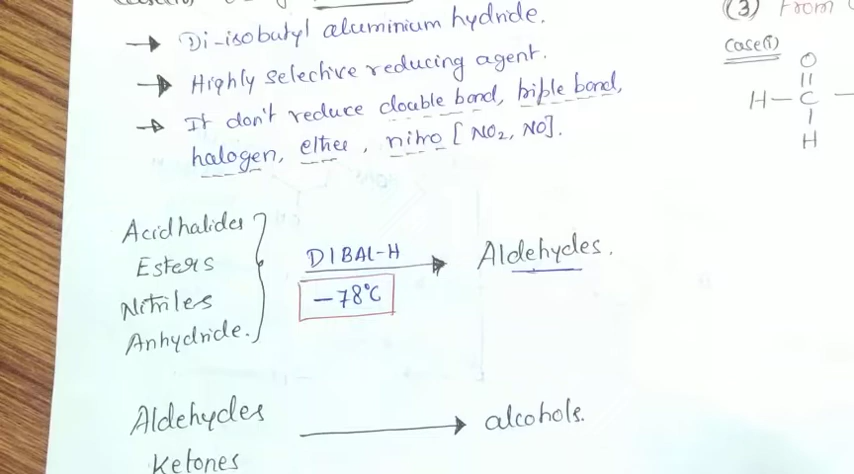 → Di-isobutyl aluminium hydride.
→ Highly selective reducing agent.
→ It don't reduce double bond, triple bond,
halogen, ether, nitro [NO₂, NO].
Acid halides
Esters
Nitriles
Anhydride.
DIBAL-H
-78°C
Aldehydes.
Aldehydes
Ketones
→ alcohols.
(3) From
Case(i)
O
||
H-C-
|
H